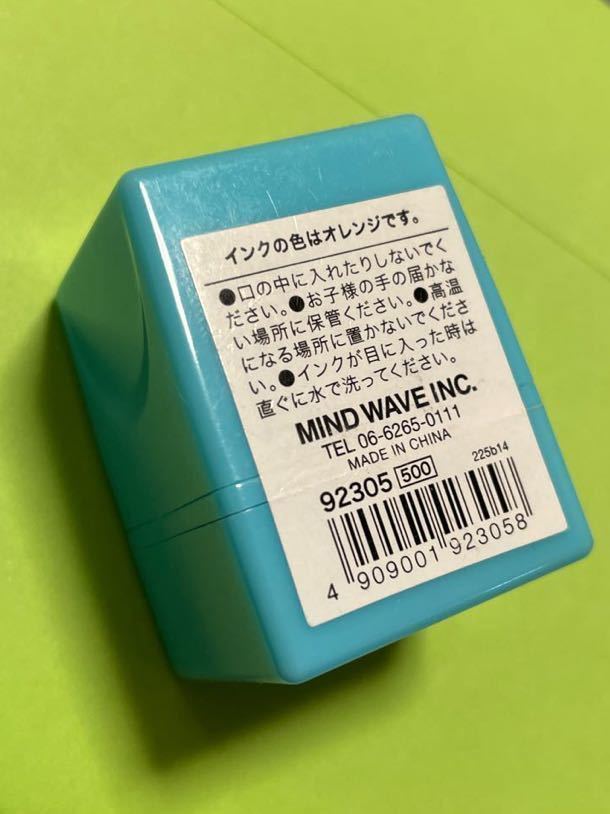 インクの色はオレンジです。
●口の中に入れたりしないでく
ださい。●お子様の手の届かな
い場所に保管ください。●高温
になる場所に置かないでくださ
い。●インクが目に入った時は
直ぐに水で洗ってください。
MIND WAVE INC.
TEL 06-6265-0111
MADE IN CHINA
92305 500 225b14
4 909001 923058